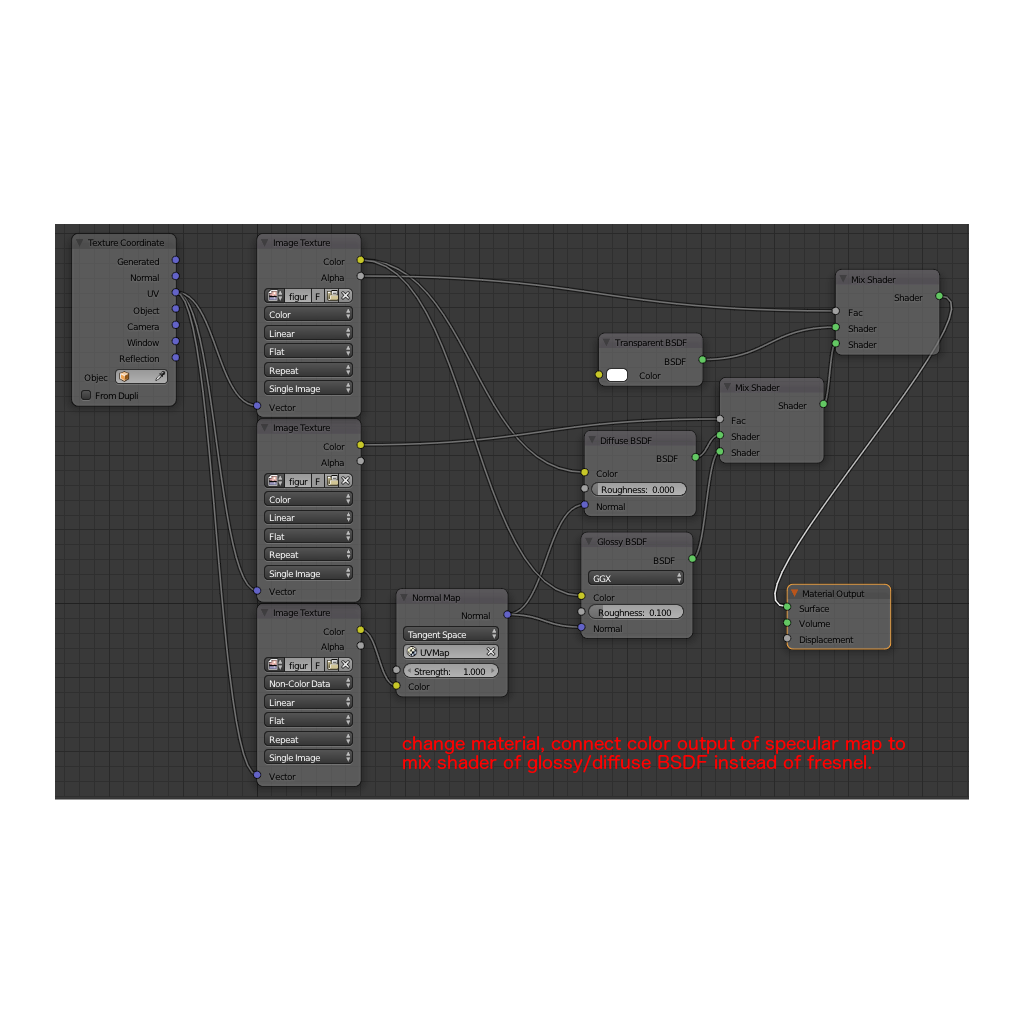 Texture Coordinate
Generated
Normal
UV
Object
Camera
Window
Reflection
Objec
From Dupli
Image Texture
Color
Alpha
figur F
Color
Linear
Flat
Repeat
Single Image
Vector
Image Texture
Color
Alpha
figur F
Color
Linear
Flat
Repeat
Single Image
Vector
Image Texture
Color
Alpha
figur F
Non-Color Data
Linear
Flat
Repeat
Single Image
Vector
Normal Map
Normal
Tangent Space
UVMap
Strength: 1.000
Color
Transparent BSDF
BSDF
Color
Diffuse BSDF
BSDF
Color
Roughness: 0.000
Normal
Glossy BSDF
BSDF
GGX
Color
Roughness: 0.100
Normal
Mix Shader
Shader
Fac
Shader
Shader
Mix Shader
Shader
Fac
Shader
Shader
Material Output
Surface
Volume
Displacement
change material, connect color output of specular map to
mix shader of glossy/diffuse BSDF instead of fresnel.